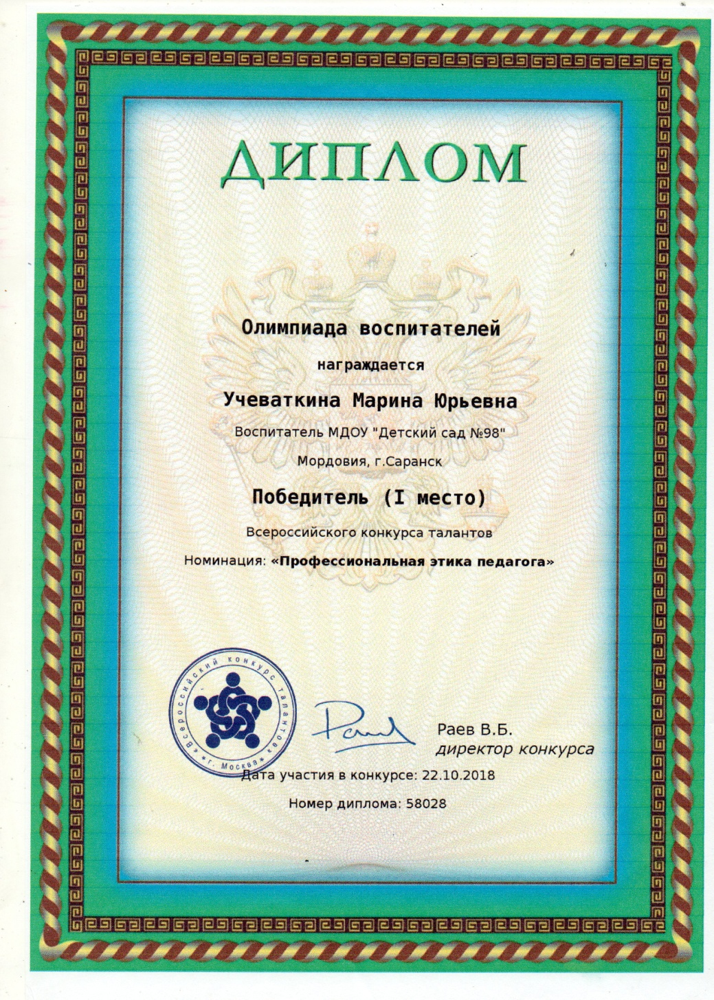 ДИПЛОМ
Олимпиада воспитателей
награждается
Учеваткина Марина Юрьевна
Воспитатель МДОУ "Детский сад №98"
Мордовия, г.Саранск
Победитель (I место)
Всероссийского конкурса талантов
Номинация: «Профессиональная этика педагога»
«Всероссийский конкурс талантов»
* г. Москва *
Раев В.Б.
директор конкурса
Дата участия в конкурсе: 22.10.2018
Номер диплома: 58028